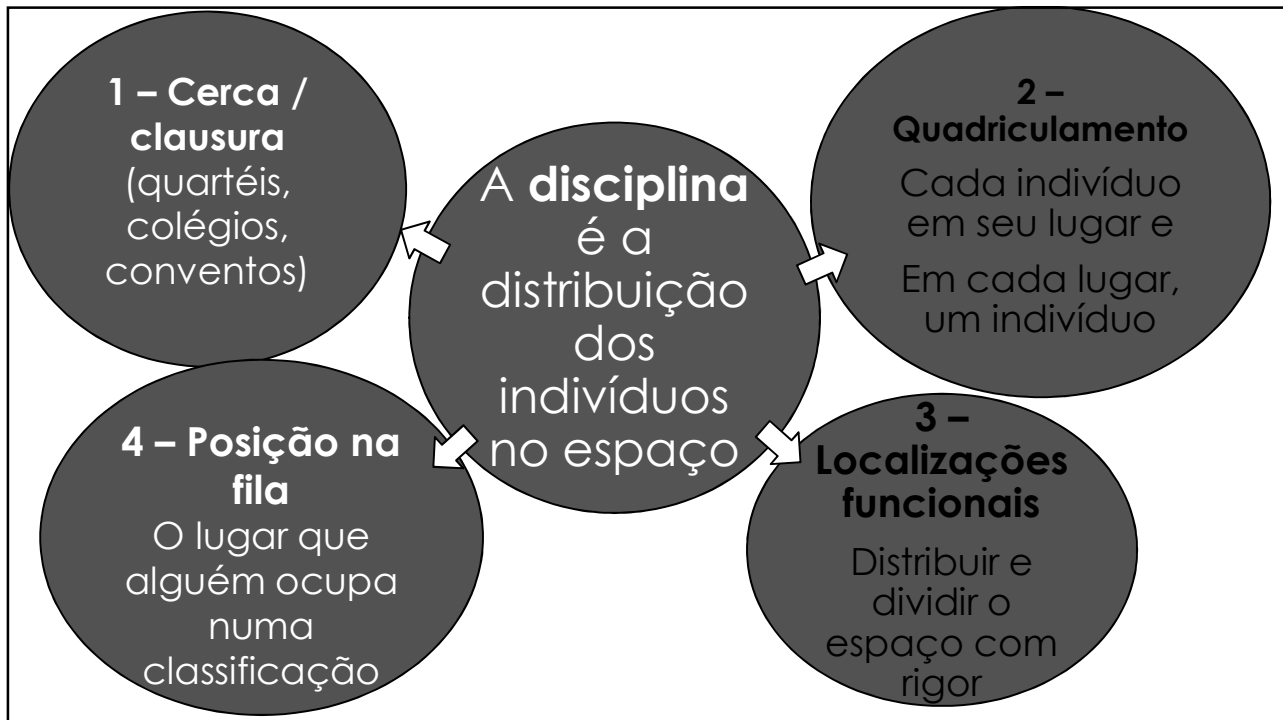 1 – Cerca /
clausura
(quartéis,
colégios,
conventos)
A disciplina
é a
distribuição
dos
indivíduos
no espaço
2 –
Quadriculamento
Cada indivíduo
em seu lugar e
Em cada lugar,
um indivíduo
3 –
Localizações
funcionais
Distribuir e
dividir o
espaço com
rigor
4 – Posição na
fila
O lugar que
alguém ocupa
numa
classificação